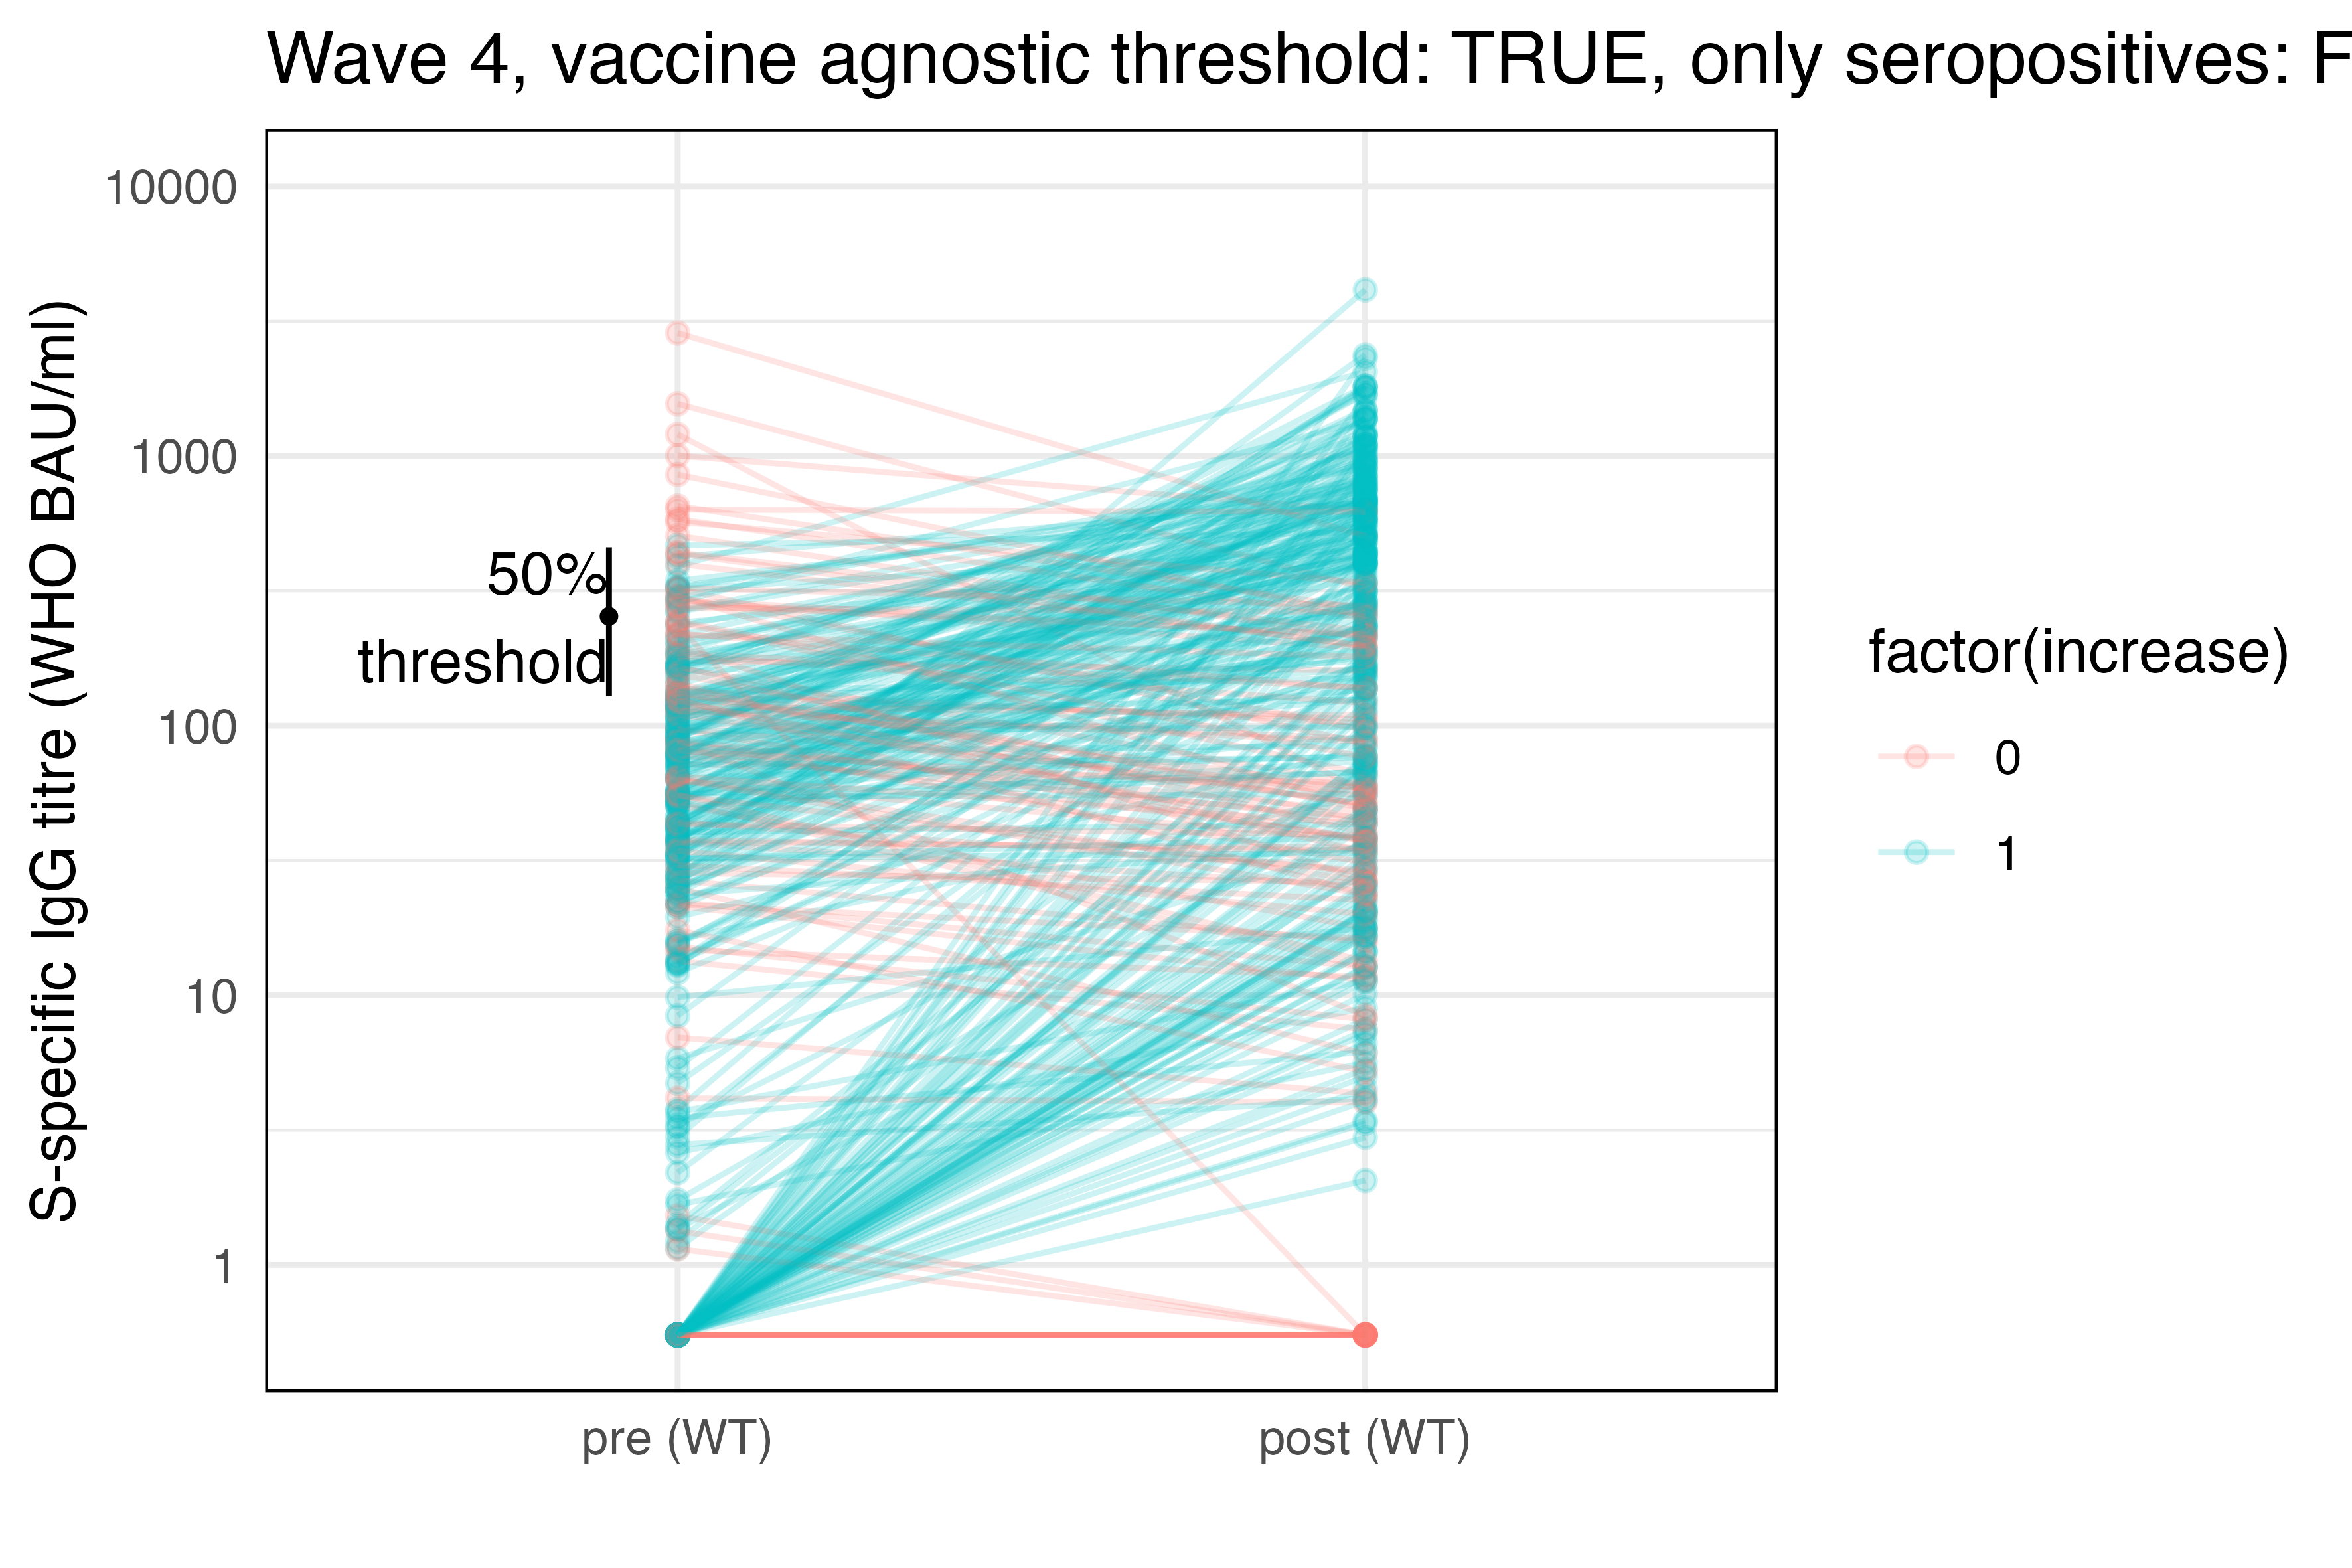 Wave 4, vaccine agnostic threshold: TRUE, only seropositives: F
S-specific IgG titre (WHO BAU/ml)
10000
1000
100
10
1
50%
threshold
pre (WT)
post (WT)
factor(increase)
0
1